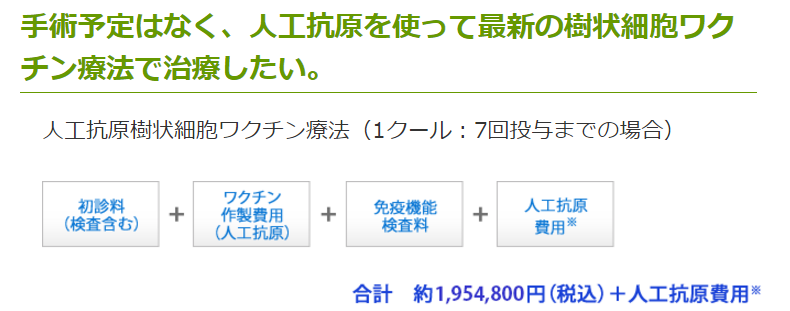 手術予定はなく、人工抗原を使って最新の樹状細胞ワク
チン療法で治療したい。
人工抗原樹状細胞ワクチン療法（1クール：7回投与までの場合）
初診料
（検査含む）
+
ワクチン
作製費用
（人工抗原）
+
免疫機能
検査料
+
人工抗原
費用※
合計　約1,954,800円（税込）＋人工抗原費用※